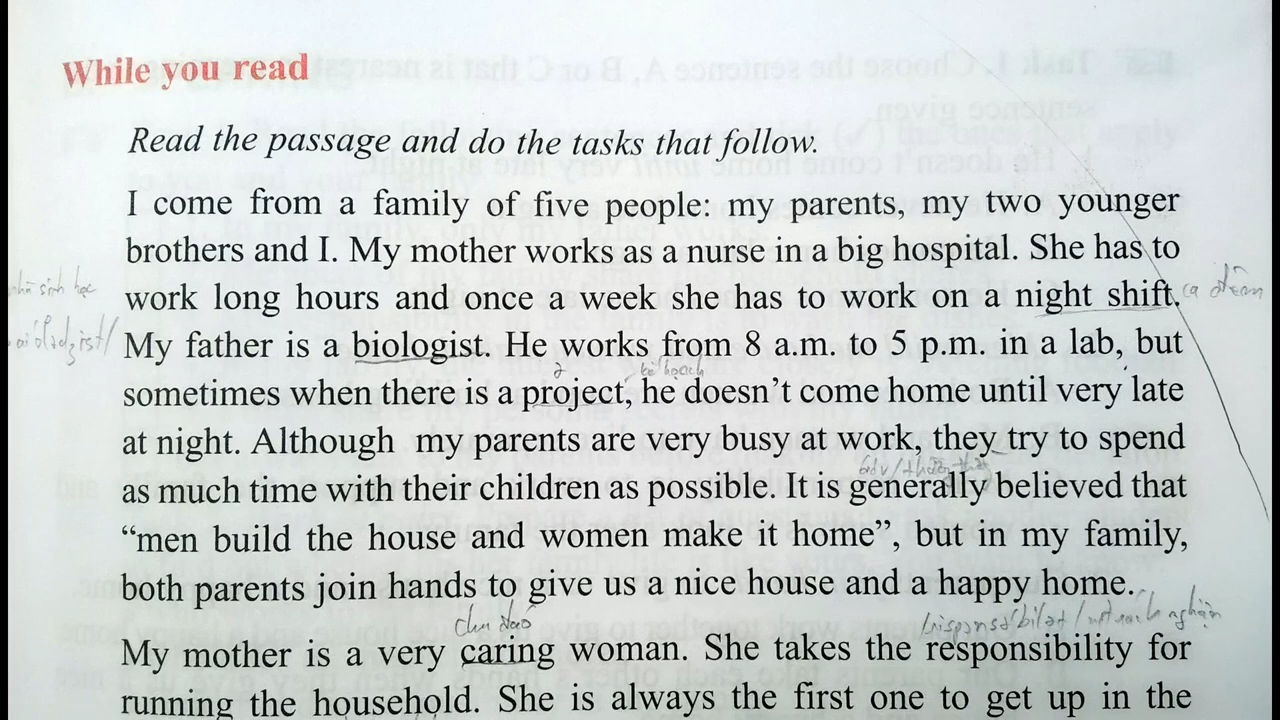 While you read
Read the passage and do the tasks that follow.
I come from a family of five people: my parents, my two younger
brothers and I. My mother works as a nurse in a big hospital. She has to
nhà sinh học
work long hours and once a week she has to work on a night shift. ca đêm
My father is a biologist. He works from 8 a.m. to 5 p.m. in a lab, but
sometimes when there is a project, he doesn’t come home until very late
at night. Although my parents are very busy at work, they try to spend
as much time with their children as possible. It is generally believed that
“men build the house and women make it home”, but in my family,
both parents join hands to give us a nice house and a happy home.
chu đáo
My mother is a very caring woman. She takes the responsibility for
running the household. She is always the first one to get up in the